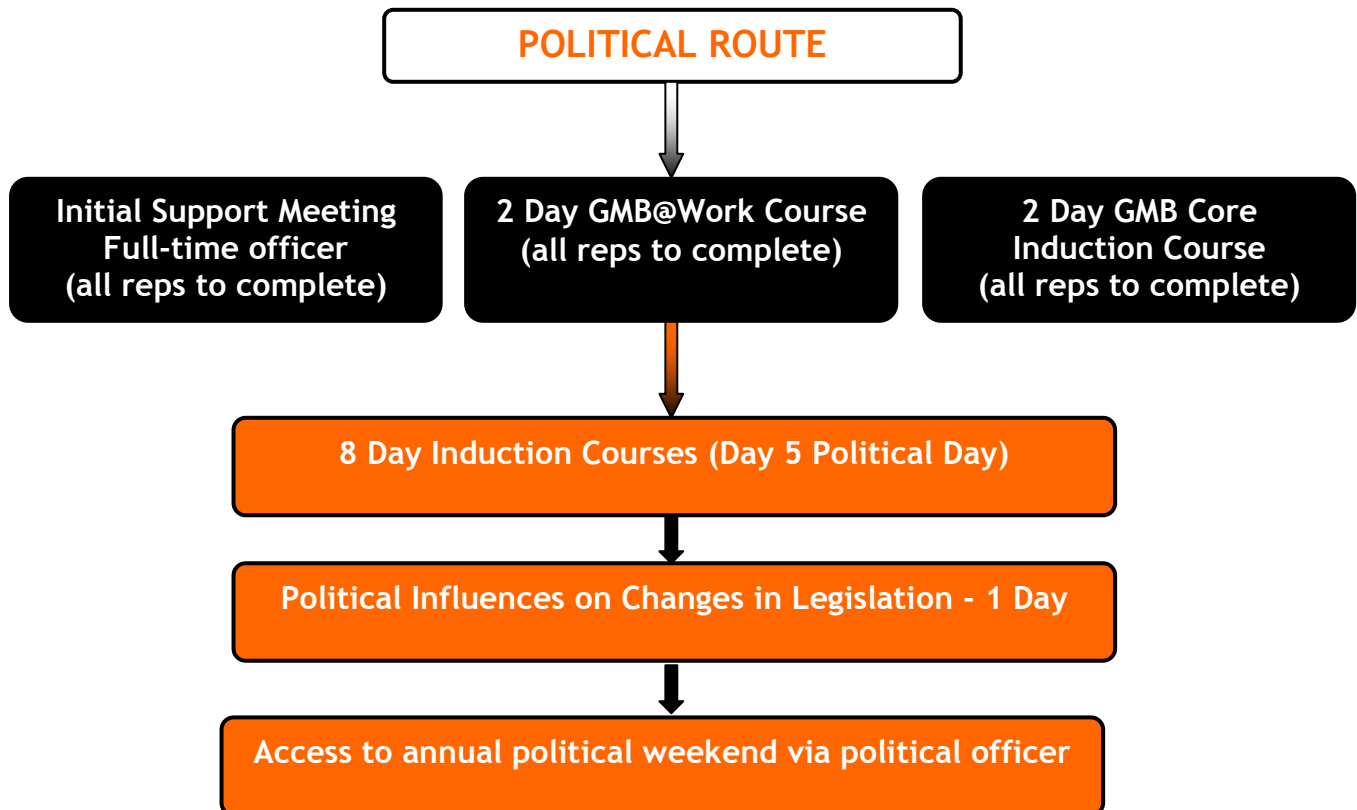 POLITICAL ROUTE
Initial Support Meeting
Full-time officer
(all reps to complete)
2 Day GMB@Work Course
(all reps to complete)
2 Day GMB Core
Induction Course
(all reps to complete)
8 Day Induction Courses (Day 5 Political Day)
Political Influences on Changes in Legislation - 1 Day
Access to annual political weekend via political officer